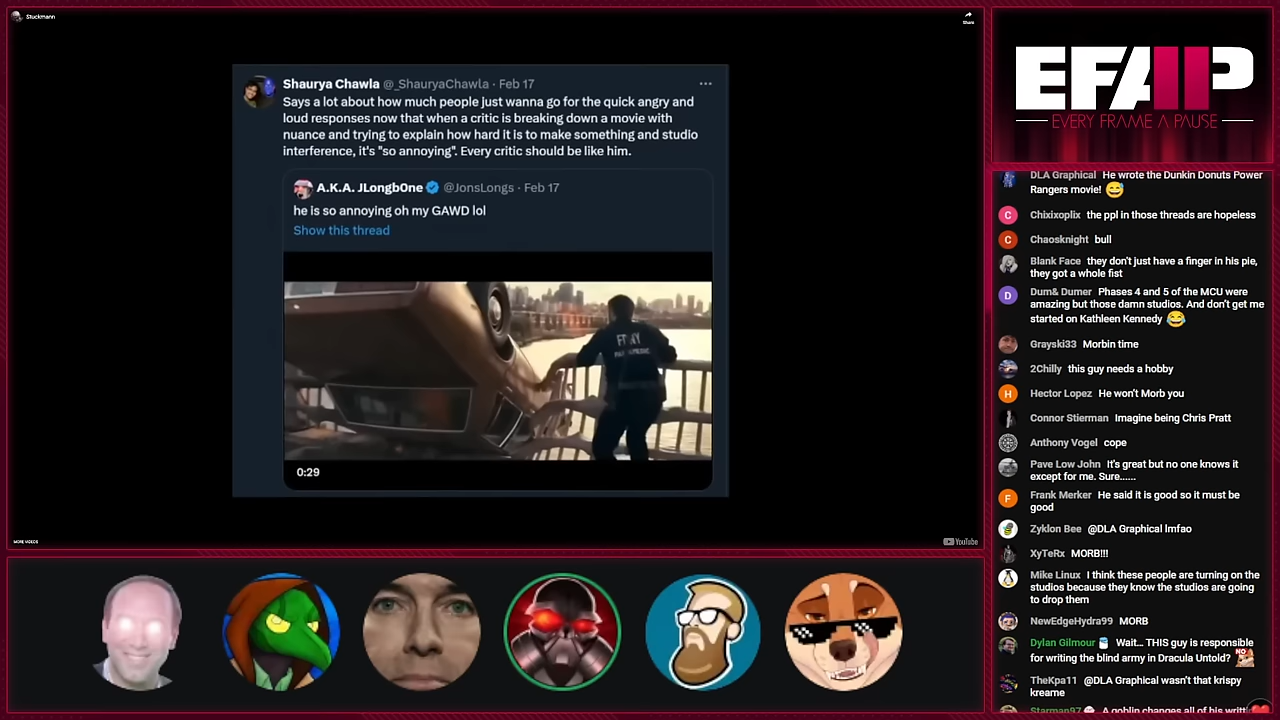 Stuckmann
Share
Shaurya Chawla @_ShauryaChawla · Feb 17
Says a lot about how much people just wanna go for the quick angry and
loud responses now that when a critic is breaking down a movie with
nuance and trying to explain how hard it is to make something and studio
interference, it's "so annoying". Every critic should be like him.
A.K.A. JLongb0ne @JonsLongs · Feb 17
he is so annoying oh my GAWD lol
Show this thread
0:29
MORE VIDEOS
YouTube
EFAP
EVERY FRAME A PAUSE
DLA Graphical He wrote the Dunkin Donuts Power
Rangers movie! 😅
Chixixoplix the ppl in those threads are hopeless
Chaosknight bull
Blank Face they don't just have a finger in his pie,
they got a whole fist
Dum& Dumer Phases 4 and 5 of the MCU were
amazing but those damn studios. And don't get me
started on Kathleen Kennedy 😂
Grayski33 Morbin time
2Chilly this guy needs a hobby
Hector Lopez He won't Morb you
Connor Stierman Imagine being Chris Pratt
Anthony Vogel cope
Pave Low John It's great but no one knows it
except for me. Sure......
Frank Merker He said it is good so it must be
good
Zyklon Bee @DLA Graphical lmfao
XyTeRx MORB!!!
Mike Linux I think these people are turning on the
studios because they know the studios are going
to drop them
NewEdgeHydra99 MORB
Dylan Gilmour Wait... THIS guy is responsible
for writing the blind army in Dracula Untold? NO
TheKpa11 @DLA Graphical wasn't that krispy
kreame
Starman97 A goblin changes all of his